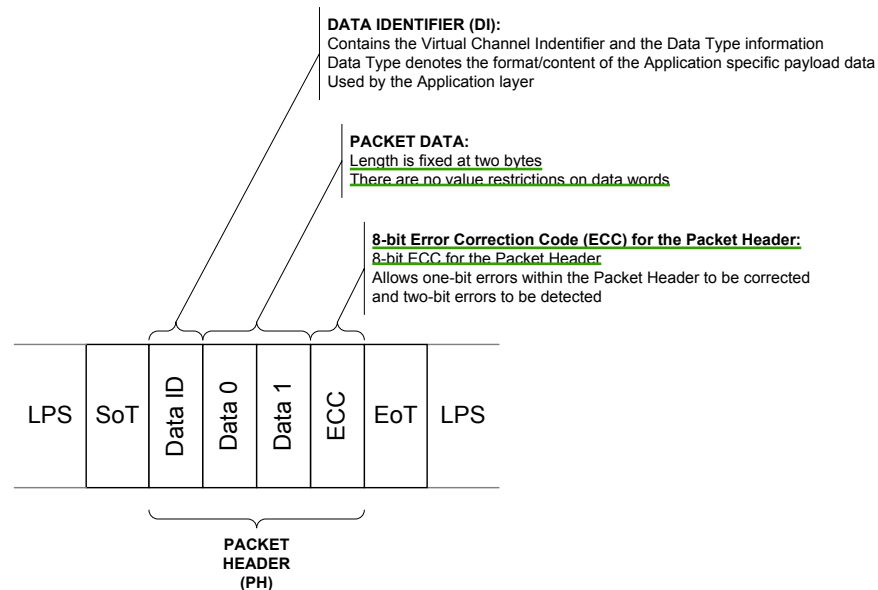 DATA IDENTIFIER (DI):
Contains the Virtual Channel Indentifier and the Data Type information
Data Type denotes the format/content of the Application specific payload data
Used by the Application layer
PACKET DATA:
Length is fixed at two bytes
There are no value restrictions on data words
8-bit Error Correction Code (ECC) for the Packet Header:
8-bit ECC for the Packet Header
Allows one-bit errors within the Packet Header to be corrected
and two-bit errors to be detected
LPS
SoT
Data ID
Data 0
Data 1
ECC
EoT
LPS
PACKET
HEADER
(PH)